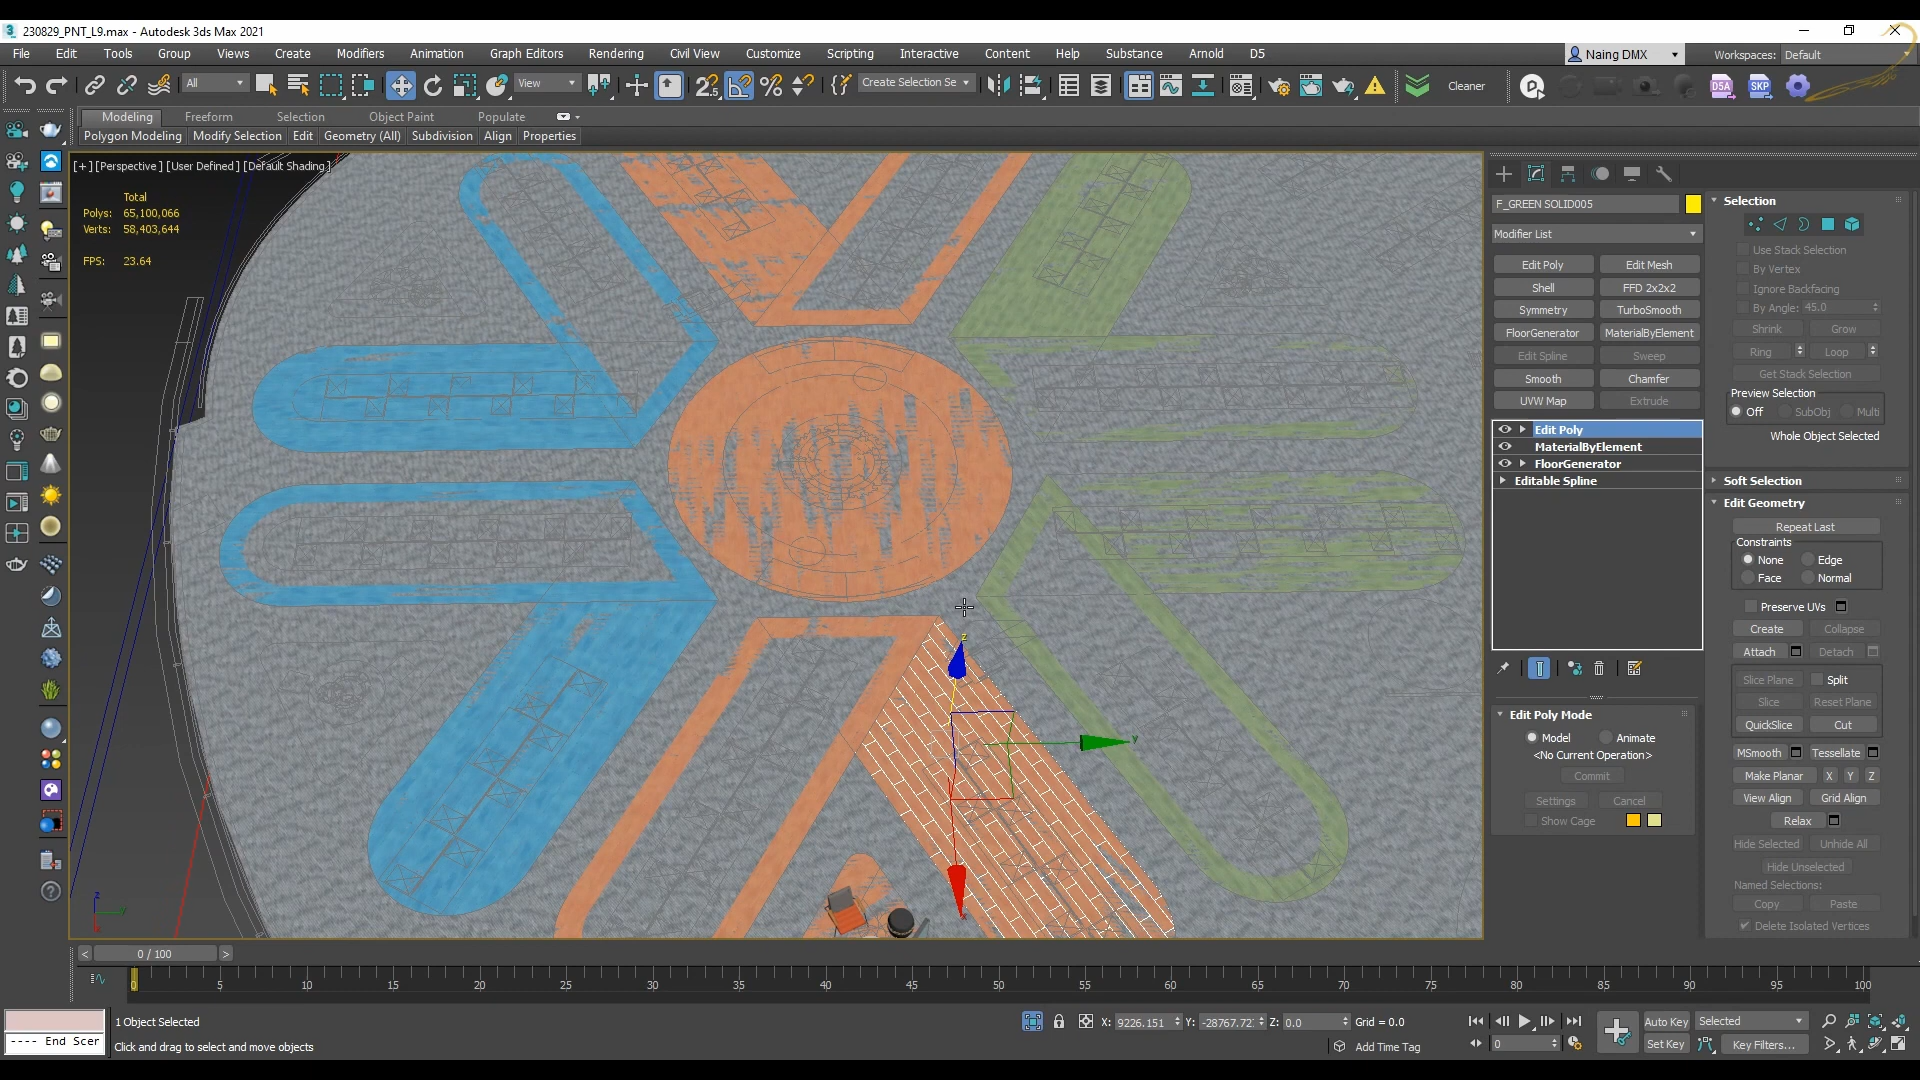 230829_PNT_L9.max - Autodesk 3ds Max 2021
File Edit Tools Group Views Create Modifiers Animation Graph Editors Rendering Civil View Customize Scripting Interactive Content Help Substance Arnold D5
Naing DMX
Workspaces: Default
All
View
Create Selection Se
Cleaner
D5A
SKP
Modeling Freeform Selection Object Paint Populate
Polygon Modeling Modify Selection Edit Geometry (All) Subdivision Align Properties
[+] [Perspective] [User Defined] [Default Shading]
Total
Polys: 65,100,066
Verts: 58,403,644
FPS: 23.64
z
y
x
F_GREEN SOLID005
Modifier List
Edit Poly Edit Mesh
Shell FFD 2x2x2
Symmetry TurboSmooth
FloorGenerator MaterialByElement
Edit Spline Sweep
Smooth Chamfer
UVW Map Extrude
Edit Poly
MaterialByElement
FloorGenerator
Editable Spline
Edit Poly Mode
Model Animate
<No Current Operation>
Commit
Settings Cancel
Show Cage
Selection
Use Stack Selection
By Vertex
Ignore Backfacing
By Angle: 45.0
Shrink Grow
Ring Loop
Get Stack Selection
Preview Selection
Off SubObj Multi
Whole Object Selected
Soft Selection
Edit Geometry
Repeat Last
Constraints
None Edge
Face Normal
Preserve UVs
Create Collapse
Attach Detach
Slice Plane Split
Slice Reset Plane
QuickSlice Cut
MSmooth Tessellate
Make Planar X Y Z
View Align Grid Align
Relax
Hide Selected Unhide All
Hide Unselected
Named Selections:
Copy Paste
Delete Isolated Vertices
< 0 / 100 >
0 5 10 15 20 25 30 35 40 45 50 55 60 65 70 75 80 85 90 95 100
---- End Scer
1 Object Selected
Click and drag to select and move objects
X: 9226.151 Y: -28767.72 Z: 0.0 Grid = 0.0
Add Time Tag
0
Auto Key Selected
Set Key Key Filters...